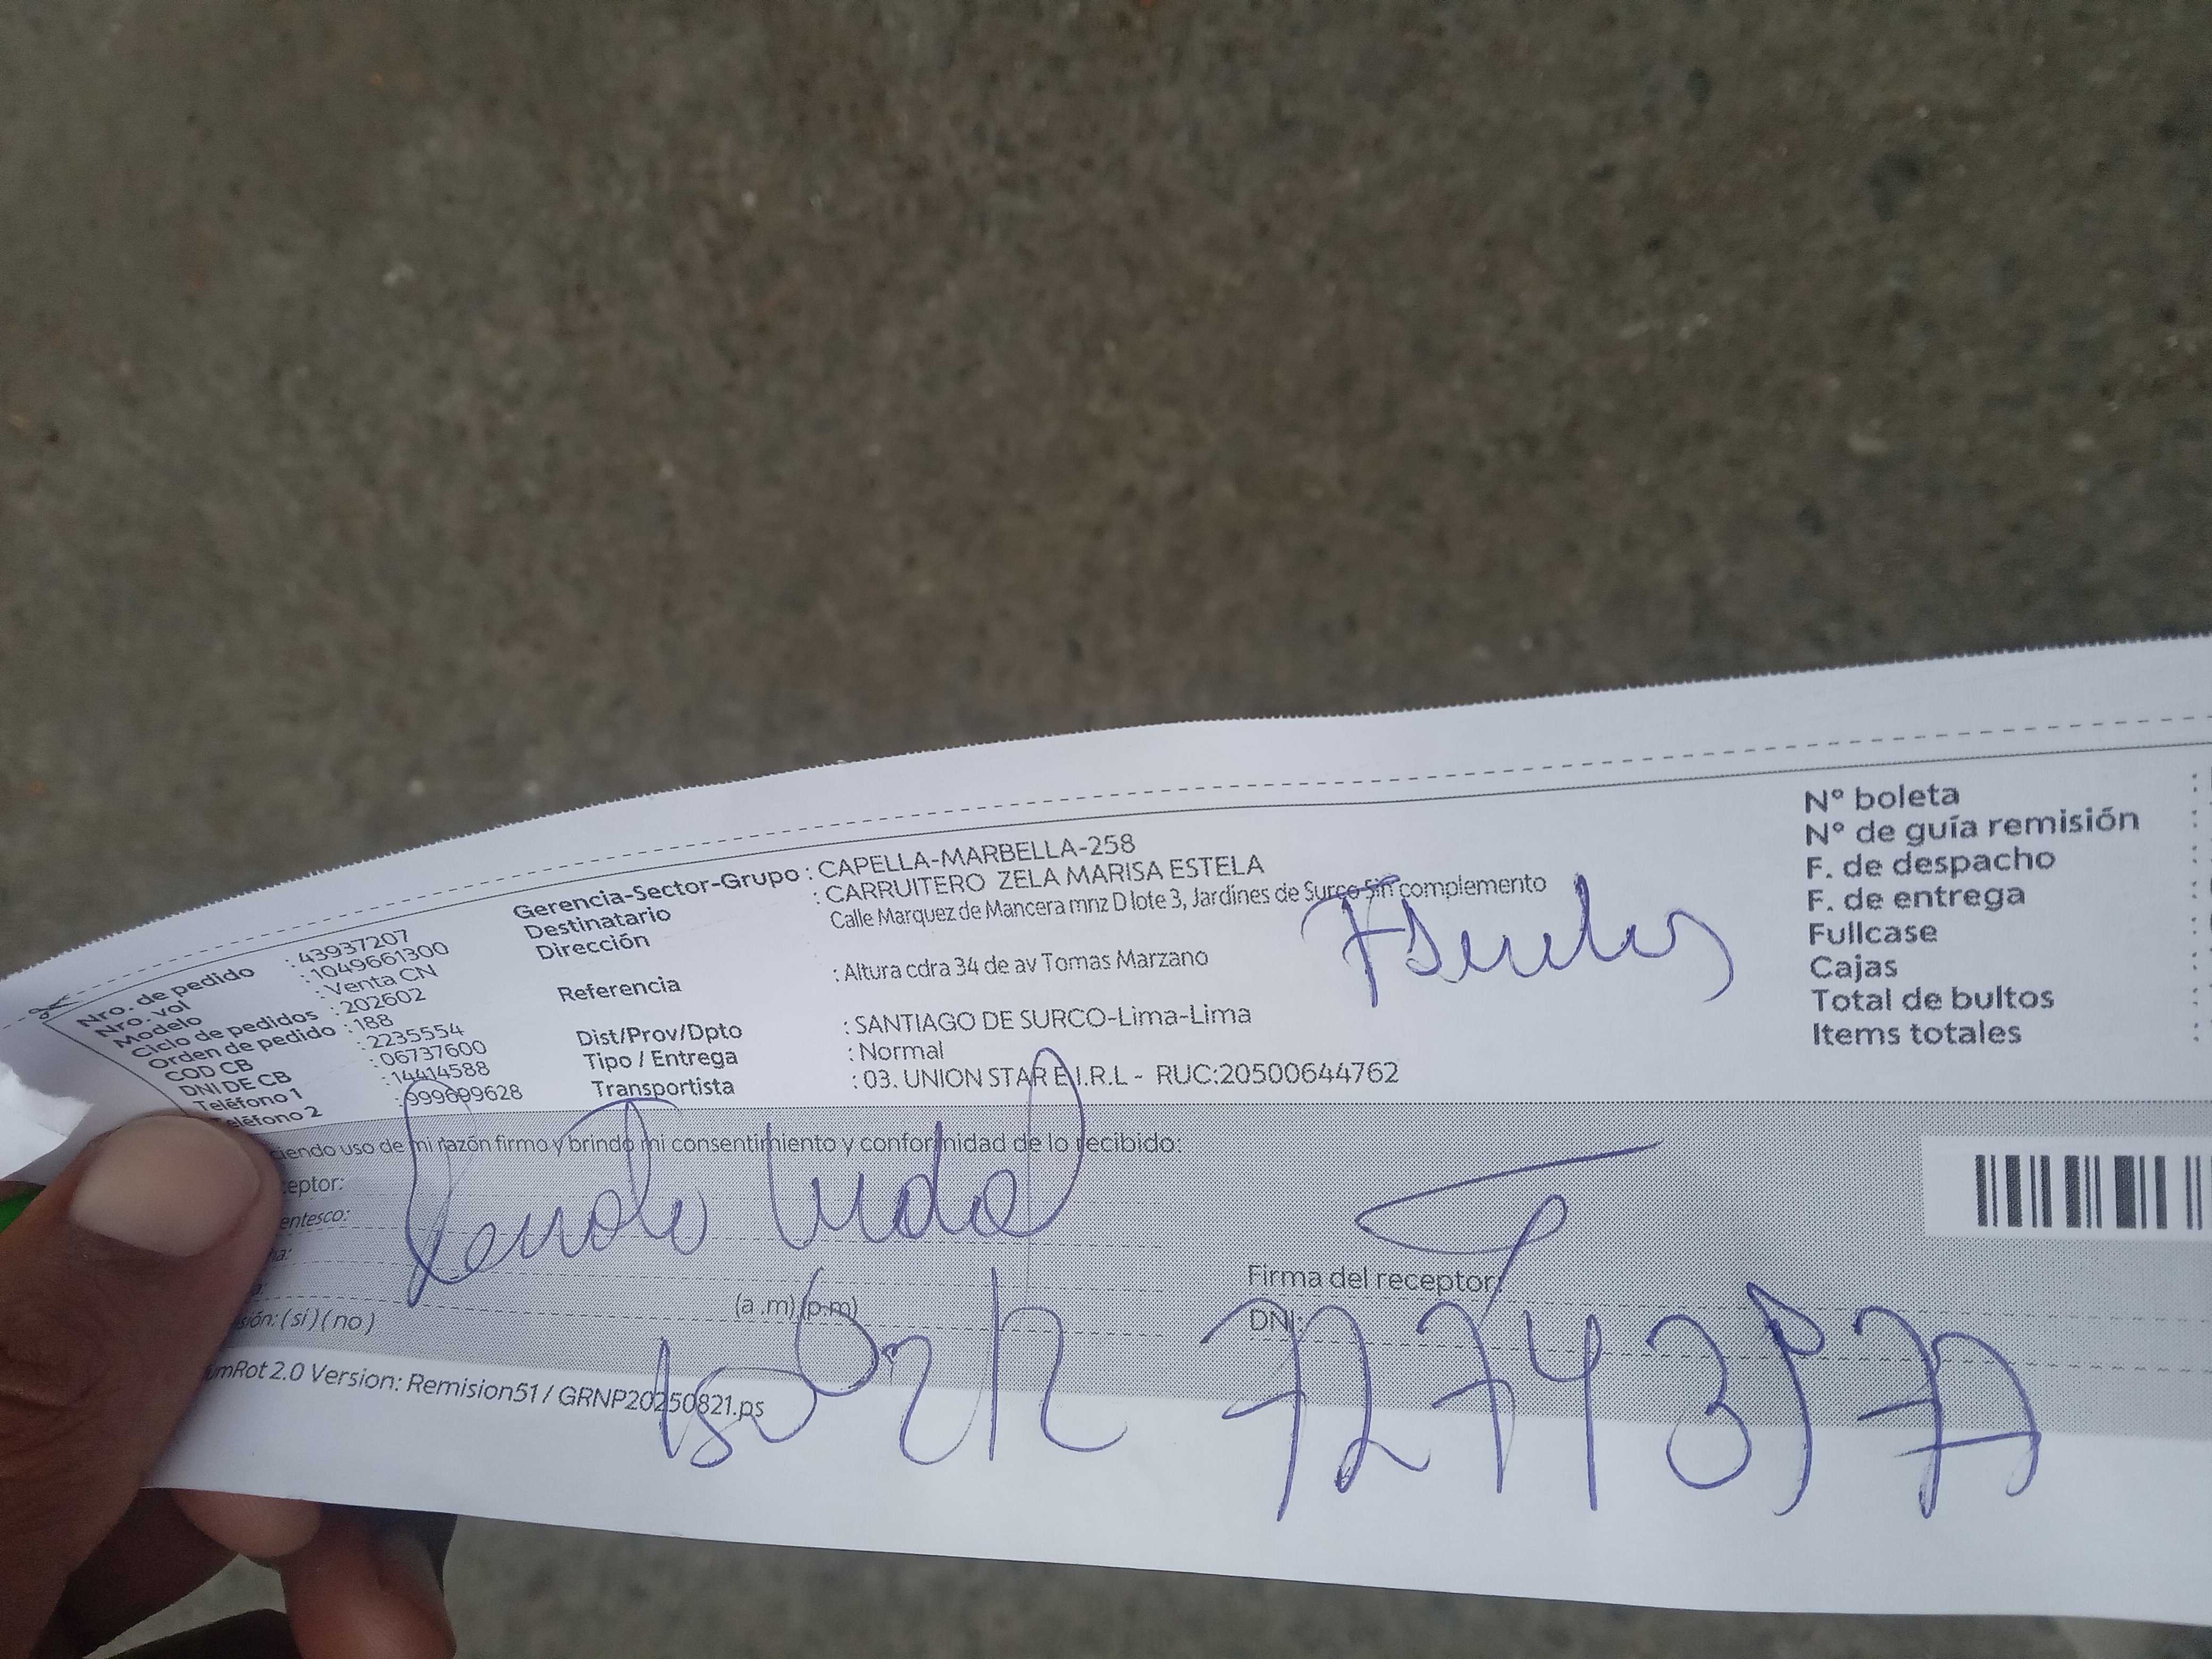 Nro. de pedido : 43937207
Nro. vol : 1049661300
Modelo : Venta CN
Ciclo de pedidos : 202602
Orden de pedido : 188
COD CB : 2235554
DNI DE CB : 06737600
Teléfono 1 : 14414588
eléfono 2 : 999699628
Gerencia-Sector-Grupo : CAPELLA-MARBELLA-258
Destinatario : CARRUITERO ZELA MARISA ESTELA
Dirección Calle Marquez de Mancera mnz D lote 3, Jardines de Surco Sin complemento
Referencia : Altura cdra 34 de av Tomas Marzano
Dist/Prov/Dpto : SANTIAGO DE SURCO-Lima-Lima
Tipo / Entrega : Normal
Transportista : 03. UNION STAR E.I.R.L - RUC:20500644762
N° boleta :
N° de guía remisión :
F. de despacho :
F. de entrega :
Fullcase :
Cajas :
Total de bultos :
Items totales :
ciendo uso de mi razón firmo y brindo mi consentimiento y conformidad de lo recibido:
ceptor:
entesco:
ha:
a
(a .m) (p.m)
sión: ( si ) ( no )
Firma del receptor:
DNI:
umRot 2.0 Version: Remision51 / GRNP20250821.ps